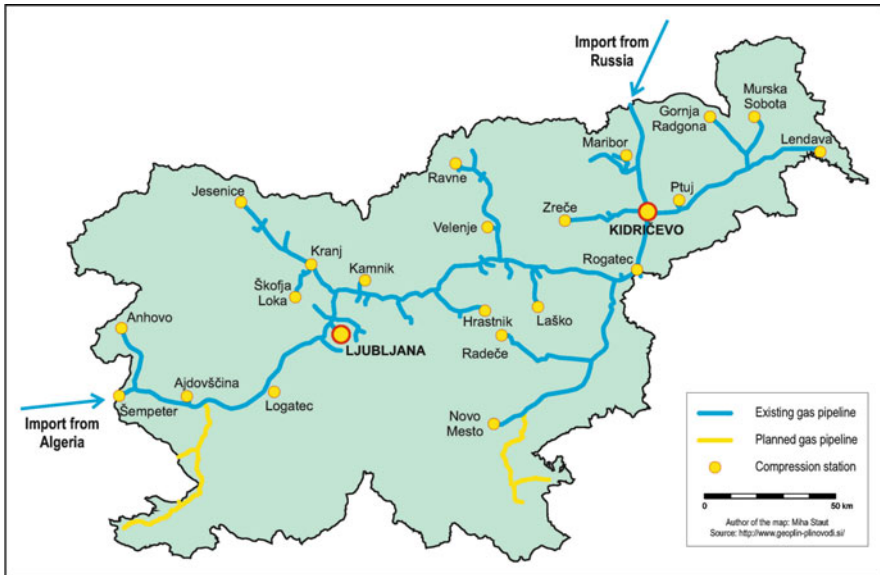 Import from
Russia
Murska
Sobota
Gornja
Radgona
Maribor
Lendava
Ravne
Jesenice
Ptuj
Zreče
Velenje
KIDRIČEVO
Kranj
Kamnik
Rogatec
Škofja
Loka
Anhovo
Hrastnik
Laško
Radeče
LJUBLJANA
Ajdovščina
Šempeter
Logatec
Import from
Algeria
Novo
Mesto
Existing gas pipeline
Planned gas pipeline
Compression station
0
50 km
Author of the map: Miha Staut
Source: http://www.geoplin-plinovodi.si/